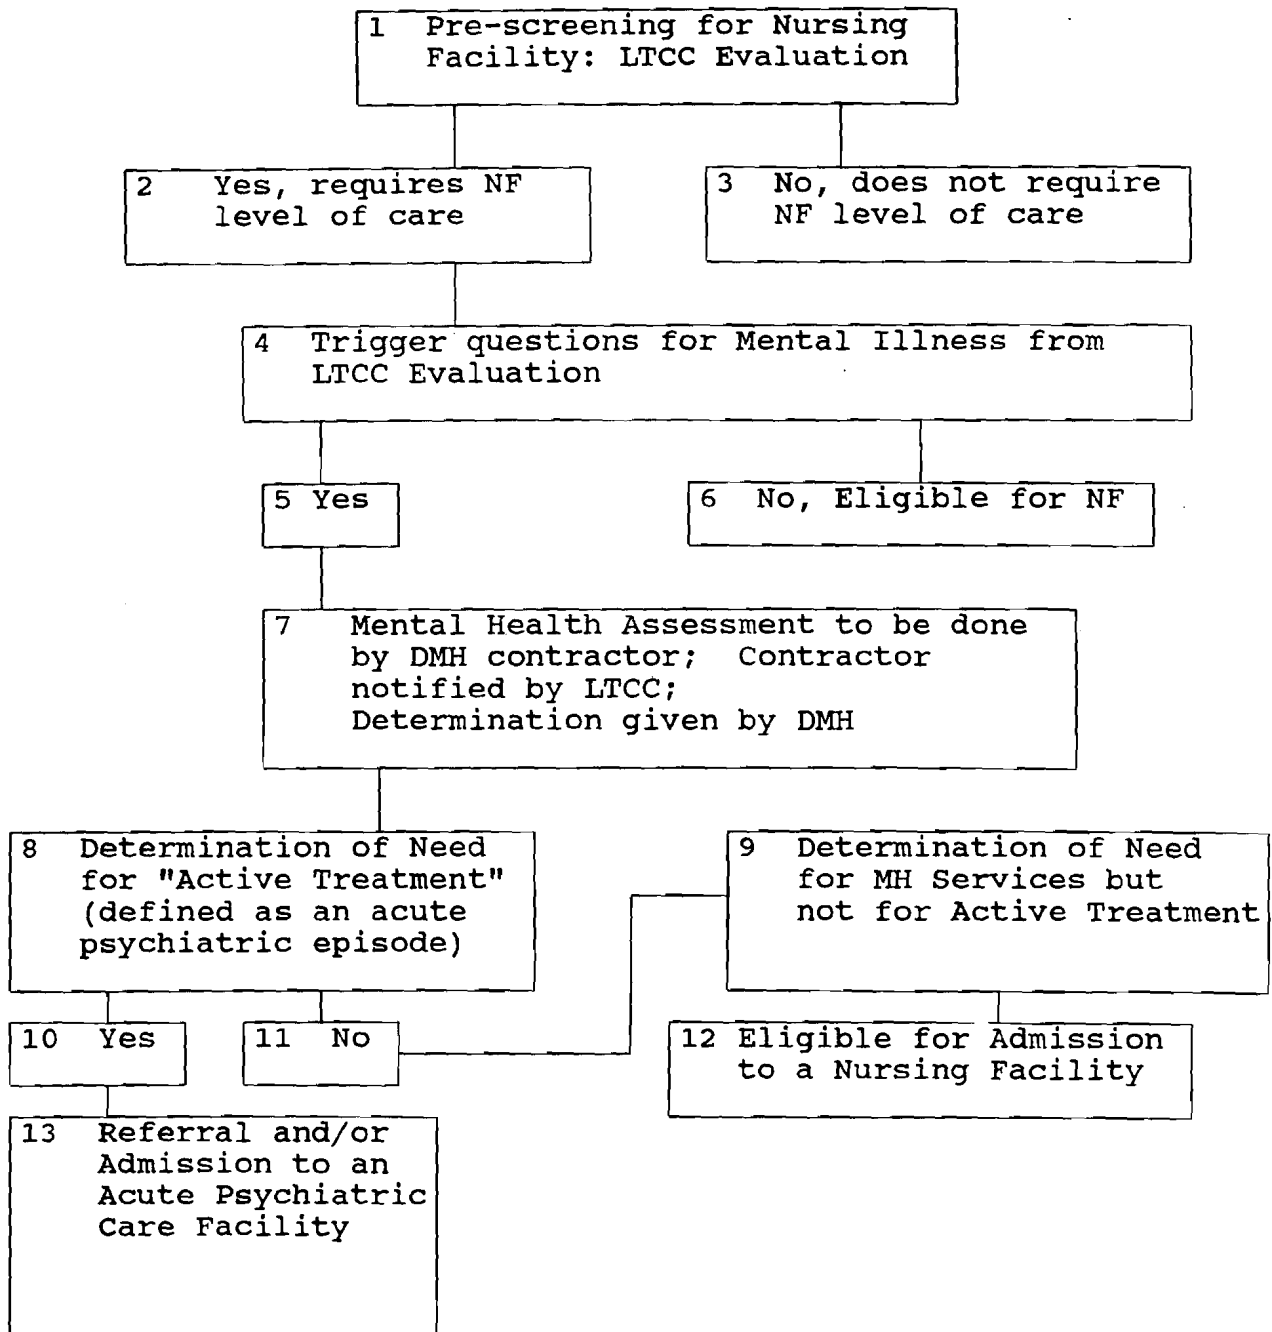 1 Pre-screening for Nursing
Facility: LTCC Evaluation
2 Yes, requires NF
level of care
3 No, does not require
NF level of care
4 Trigger questions for Mental Illness from
LTCC Evaluation
5 Yes
6 No, Eligible for NF
7 Mental Health Assessment to be done
by DMH contractor; Contractor
notified by LTCC;
Determination given by DMH
8 Determination of Need
for "Active Treatment"
(defined as an acute
psychiatric episode)
9 Determination of Need
for MH Services but
not for Active Treatment
10 Yes
11 No
12 Eligible for Admission
to a Nursing Facility
13 Referral and/or
Admission to an
Acute Psychiatric
Care Facility